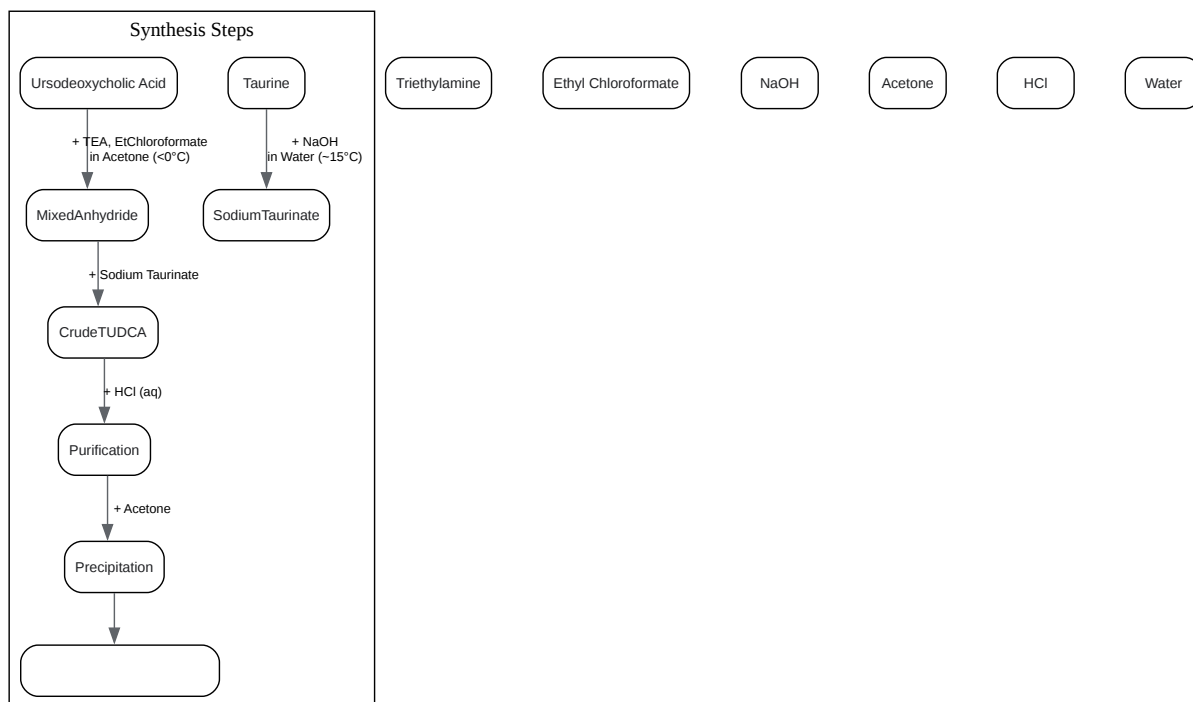 Synthesis Steps
Ursodeoxycholic Acid
Taurine
Triethylamine
Ethyl Chloroformate
NaOH
Acetone
HCl
Water
+ TEA, EtChloroformate
in Acetone (<0°C)
+ NaOH
in Water (~15°C)
MixedAnhydride
SodiumTaurinate
+ Sodium Taurinate
CrudeTUDCA
+ HCl (aq)
Purification
+ Acetone
Precipitation